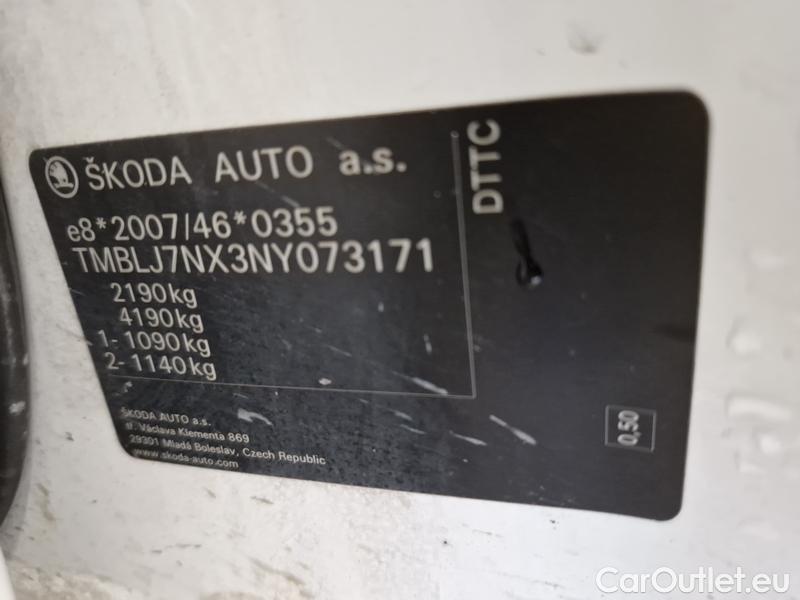 ŠKODA AUTO a.s.
e8*2007/46*0355
TMBLJ7NX3NY073171
2190kg
4190kg
1-1090kg
2-1140kg
DTTC
ŠKODA AUTO a.s.
tř. Václava Klementa 869
29301 Mladá Boleslav, Czech Republic
www.skoda-auto.com
0,50
CarOutlet.eu